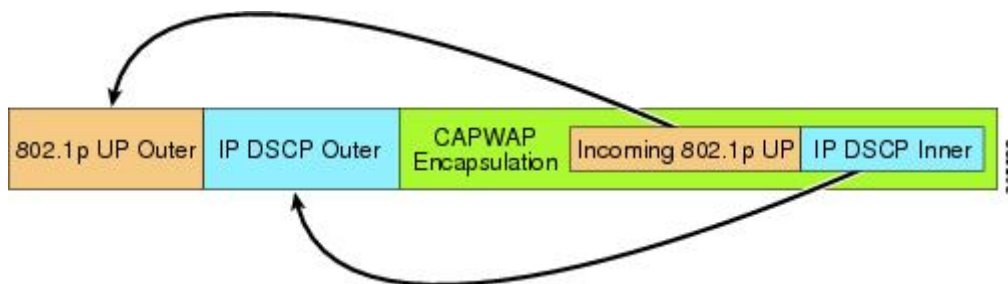 802.1p UP Outer
IP DSCP Outer
CAPWAP
Encapsulation
Incoming 802.1p UP
IP DSCP Inner